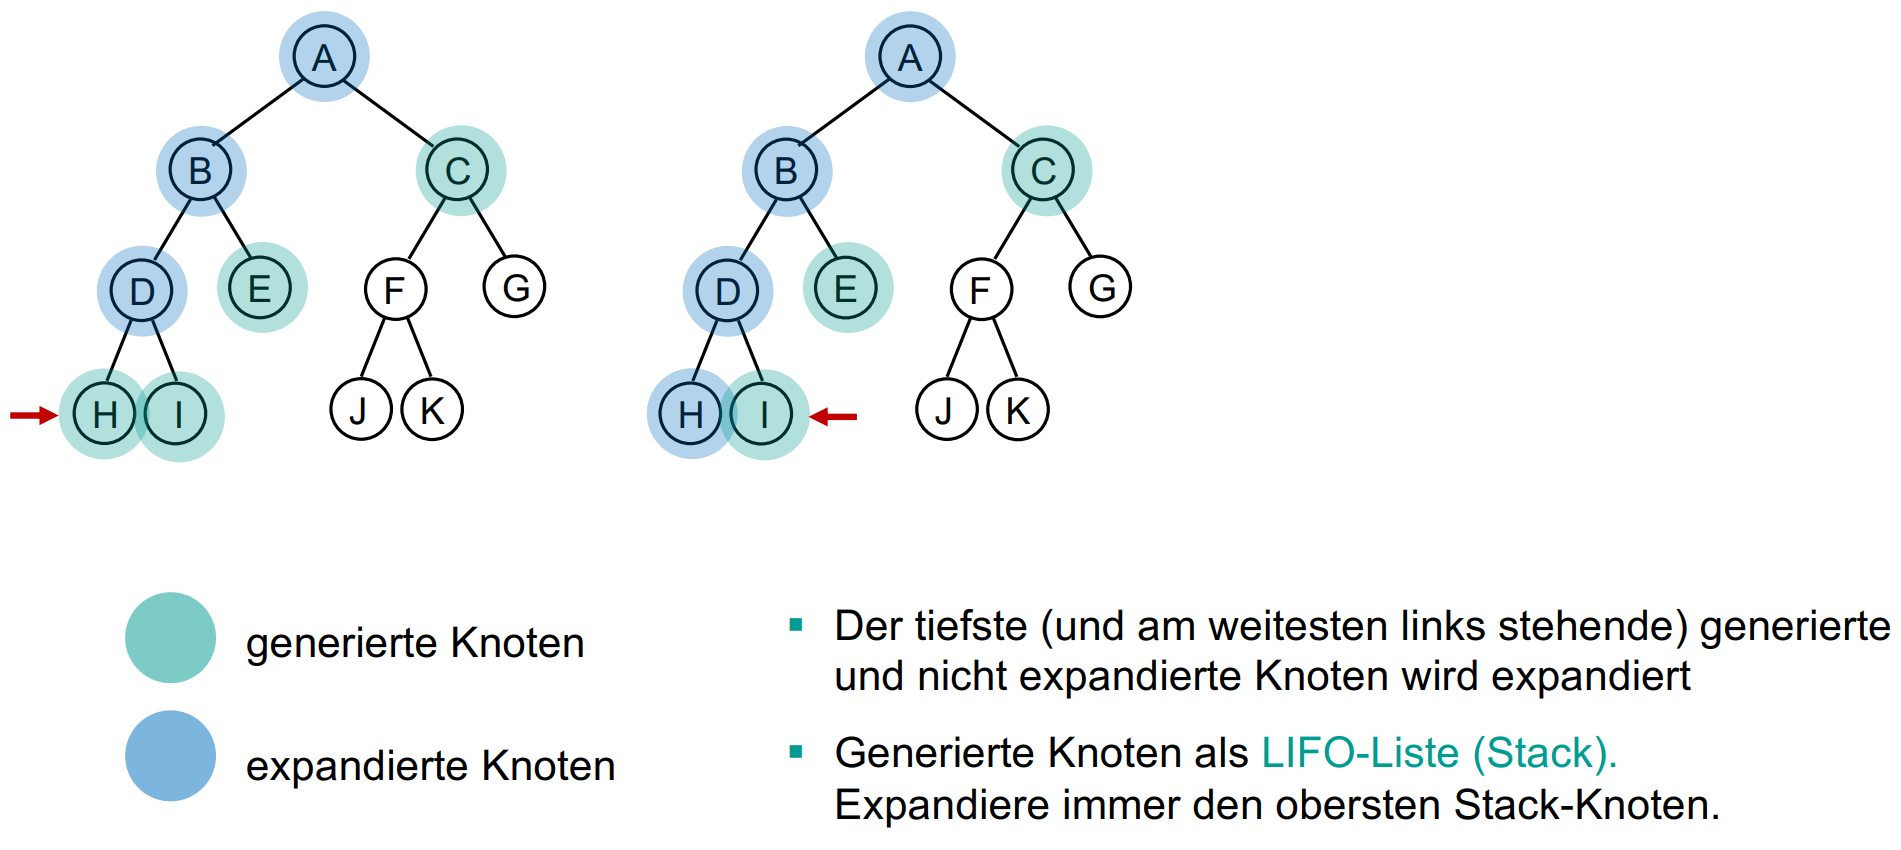 A A
B C B C
D E F G D E F G
H I J K H I J K
generierte Knoten
expandierte Knoten
▪ Der tiefste (und am weitesten links stehende) generierte
und nicht expandierte Knoten wird expandiert
▪ Generierte Knoten als LIFO-Liste (Stack).
Expandiere immer den obersten Stack-Knoten.